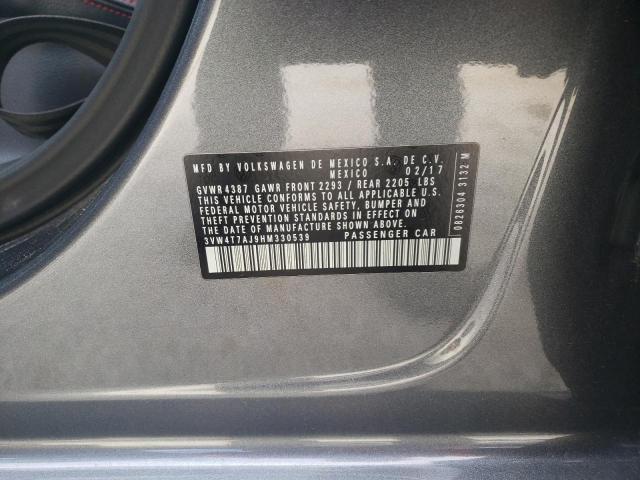 MFD BY VOLKSWAGEN DE MEXICO S.A. DE C.V.
MEXICO 02/17
GVWR 4387 GAWR FRONT 2293 / REAR 2205 LBS
THIS VEHICLE CONFORMS TO ALL APPLICABLE U.S.
FEDERAL MOTOR VEHICLE SAFETY, BUMPER AND
THEFT PREVENTION STANDARDS IN EFFECT ON THE
DATE OF MANUFACTURE SHOWN ABOVE.
3VW4T7AJ9HM330539 PASSENGER CAR
0B28304 3132 M